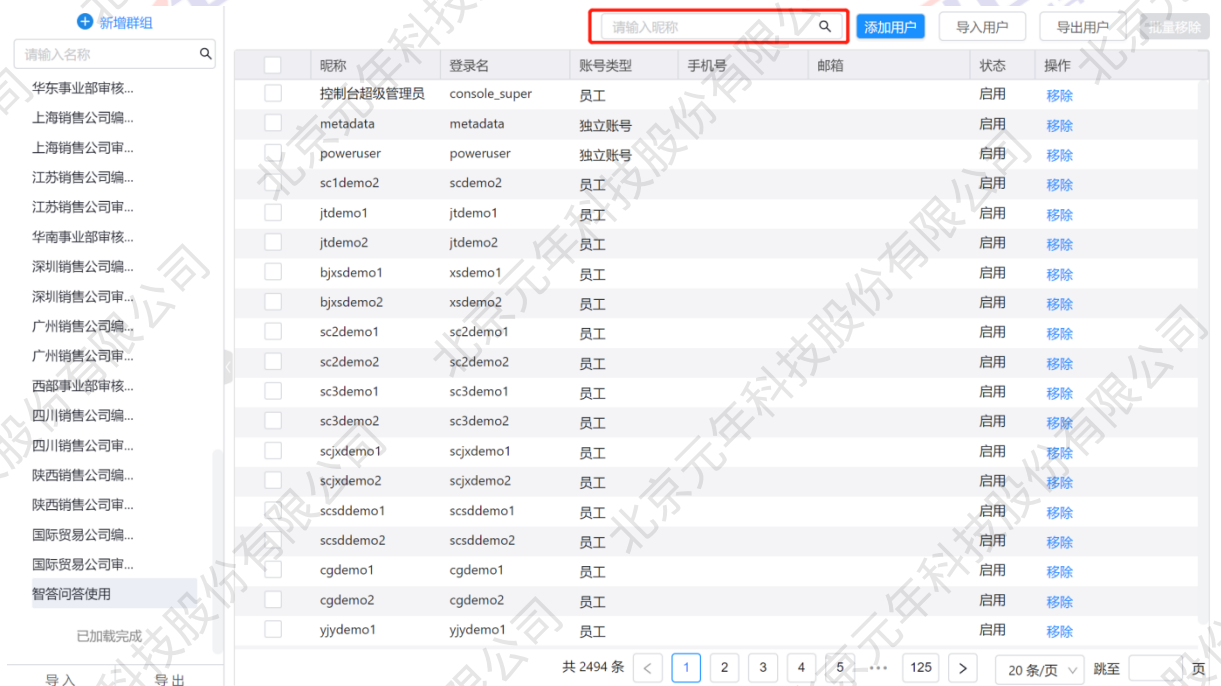 新增群组
请输入名称
华东事业部审核...
上海销售公司编...
上海销售公司审...
江苏销售公司编...
江苏销售公司审...
华南事业部审核...
深圳销售公司编...
深圳销售公司审...
广州销售公司编...
广州销售公司审...
西部事业部审核...
四川销售公司编...
四川销售公司审...
陕西销售公司编...
陕西销售公司审...
国际贸易公司编...
国际贸易公司审...
智答问答使用
已加载完成
导入 导出
请输入昵称 添加用户 导入用户 导出用户 批量移除
昵称 登录名 账号类型 手机号 邮箱 状态 操作
控制台超级管理员 console_super 员工 启用 移除
metadata metadata 独立账号 启用 移除
poweruser poweruser 独立账号 启用 移除
sc1demo2 scdemo2 员工 启用 移除
jtdemo1 jtdemo1 员工 启用 移除
jtdemo2 jtdemo2 员工 启用 移除
bjxsdemo1 xsdemo1 员工 启用 移除
bjxsdemo2 xsdemo2 员工 启用 移除
sc2demo1 sc2demo1 员工 启用 移除
sc2demo2 sc2demo2 员工 启用 移除
sc3demo1 sc3demo1 员工 启用 移除
sc3demo2 sc3demo2 员工 启用 移除
scjxdemo1 scjxdemo1 员工 启用 移除
scjxdemo2 scjxdemo2 员工 启用 移除
scsddemo1 scsddemo1 员工 启用 移除
scsddemo2 scsddemo2 员工 启用 移除
cgdemo1 cgdemo1 员工 启用 移除
cgdemo2 cgdemo2 员工 启用 移除
yjydemo1 yjydemo1 员工 启用 移除
共 2494 条 < 1 2 3 4 5 ••• 125 > 20 条/页 跳至 页
北京元年科技股份有限公司